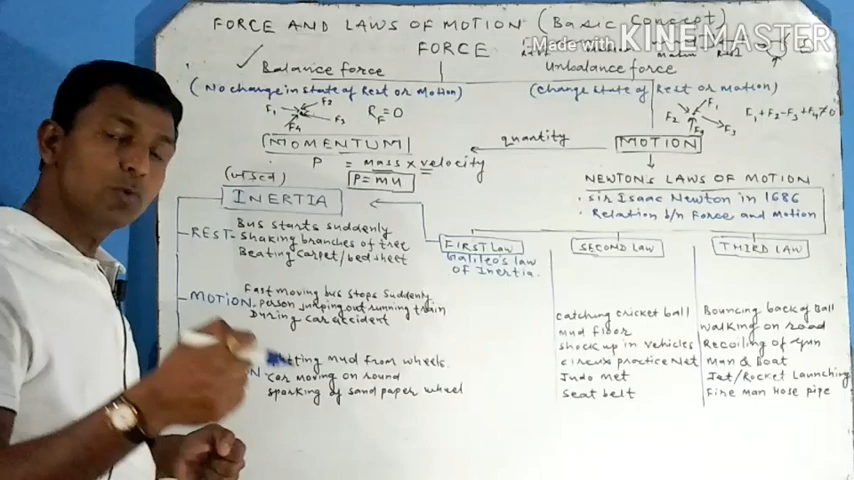 FORCE AND LAWS OF MOTION (Basic Concept)
Made with KINEMASTER
FORCE
Balance force
Unbalance force
(No change in state of Rest or Motion)
(change state of Rest or motion)
F1 F2 F3 F4
RF=0
F1 F2 F3 F4
F1+F2-F3+F4≠0
MOMENTUM
quantity
MOTION
P = mass x velocity
P=mu
NEWTON'S LAWS OF MOTION
• Sir Isaac Newton in 1686
• Relation b/n Force and Motion
INERTIA
REST- Bus starts suddenly
Shaking branches of tree
Beating carpet/bed sheet
MOTION- Fast moving bus stops suddenly.
Person jumping out running train
During car accident
mud from wheels.
Car moving on round
Sparking of sand paper wheel
FIRST LAW
Galileo's law
of Inertia.
SECOND LAW
catching cricket ball
mud floor
shock up in vehicles
circus practice Net
Judo met
seat belt
THIRD LAW
Bouncing back of Ball
walking on road
Recoiling of gun
Man & Boat
Jet/Rocket Launching
Fire man hose pipe